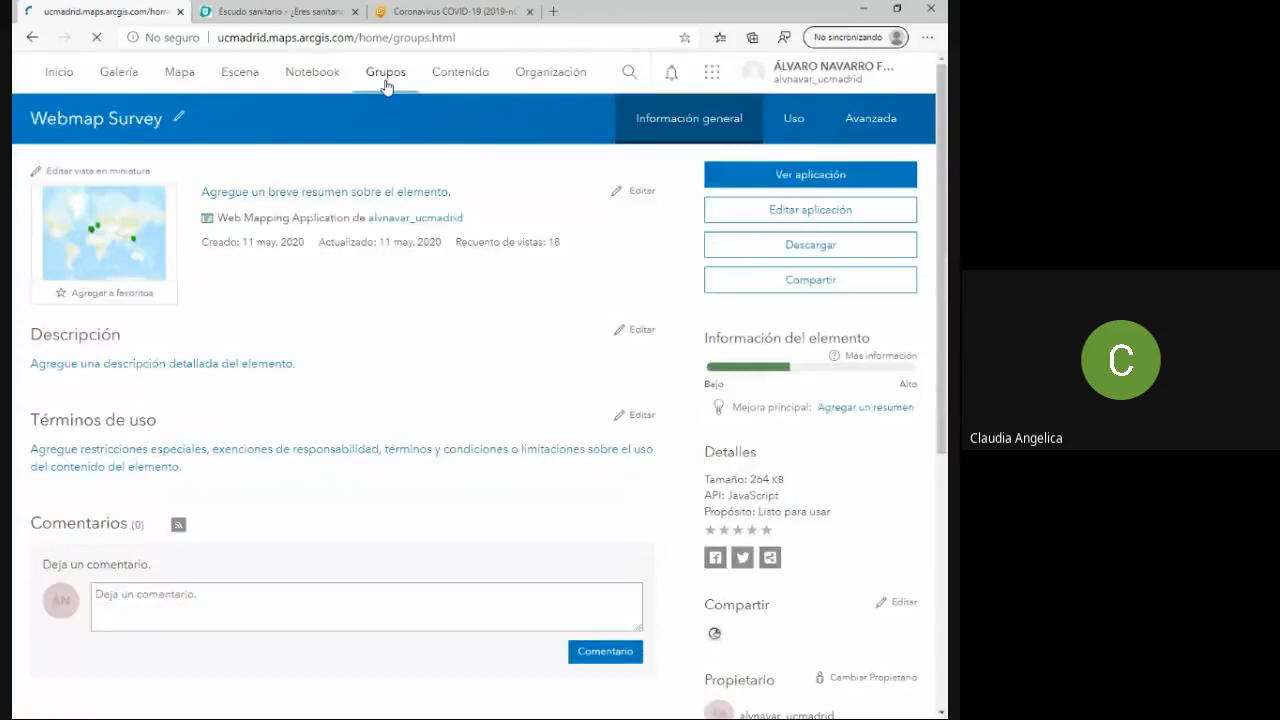 ucmadrid.maps.arcgis.com/hom
Escudo sanitario - ¿Eres sanitari
Coronavirus COVID-19 (2019-nC
No seguro
ucmadrid.maps.arcgis.com/home/groups.html
No sincronizando
Inicio
Galería
Mapa
Escena
Notebook
Grupos
Contenido
Organización
ÁLVARO NAVARRO F...
alvnavar_ucmadrid
Webmap Survey
Información general
Uso
Avanzada
Editar vista en miniatura
Agregue un breve resumen sobre el elemento.
Editar
Web Mapping Application de alvnavar_ucmadrid
Creado: 11 may. 2020 Actualizado: 11 may. 2020 Recuento de vistas: 18
Agregar a favoritos
Ver aplicación
Editar aplicación
Descargar
Compartir
Descripción
Editar
Agregue una descripción detallada del elemento.
Términos de uso
Editar
Agregue restricciones especiales, exenciones de responsabilidad, términos y condiciones o limitaciones sobre el uso
del contenido del elemento.
Comentarios (0)
Deja un comentario.
AN
Deja un comentario.
Comentario
Información del elemento
Más información
Bajo
Alto
Mejora principal: Agregar un resumen
Detalles
Tamaño: 264 KB
API: JavaScript
Propósito: Listo para usar
Compartir
Editar
Propietario
Cambiar Propietario
alvnavar_ucmadrid
C
Claudia Angelica